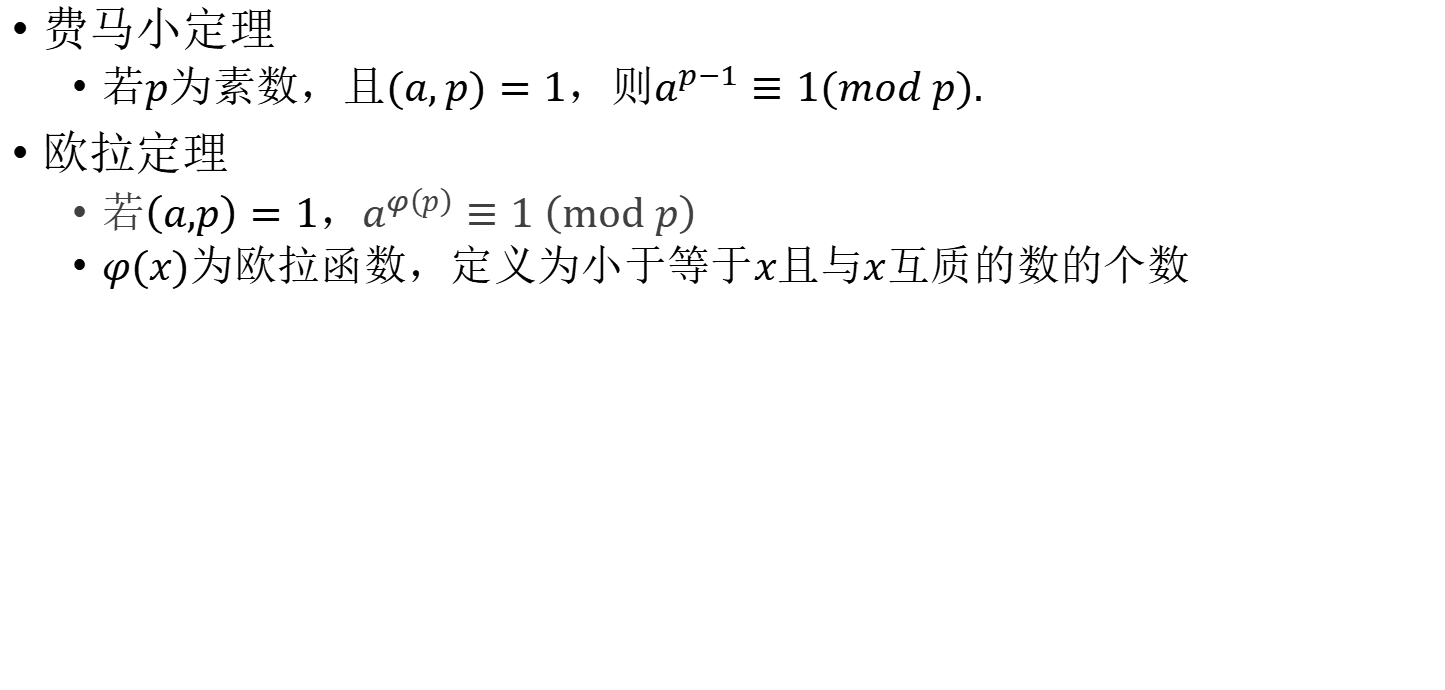 • 费马小定理
• 若p为素数，且(a, p) = 1，则a^{p−1} ≡ 1(mod p).
• 欧拉定理
• 若(a,p) = 1，a^{φ(p)} ≡ 1 (mod p)
• φ(x)为欧拉函数，定义为小于等于x且与x互质的数的个数